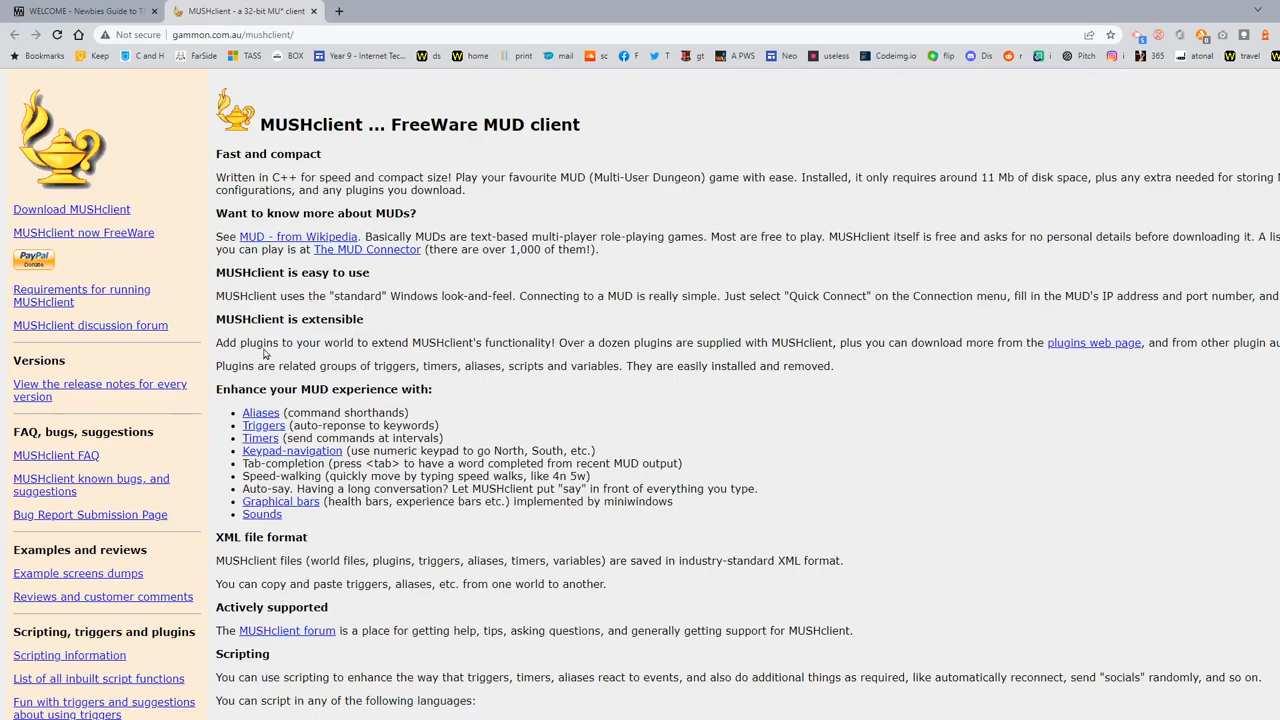 WELCOME - Newbies Guide to T
MUSHclient - a 32-bit MU* client
Not secure
gammon.com.au/mushclient/
Bookmarks
Keep
C and H
FarSide
TASS
BOX
Year 9 - Internet Tec...
W
home
print
mail
sc
F
T
gt
A PWS
Neo
useless
Codeimg.io
flip
Dis
r
i
Pitch
i
365
atonal
travel
MUSHclient ... FreeWare MUD client
Fast and compact
Written in C++ for speed and compact size! Play your favourite MUD (Multi-User Dungeon) game with ease. Installed, it only requires around 11 Mb of disk space, plus any extra needed for storing
configurations, and any plugins you download.
Want to know more about MUDs?
See MUD - from Wikipedia. Basically MUDs are text-based multi-player role-playing games. Most are free to play. MUSHclient itself is free and asks for no personal details before downloading it. A
you can play is at The MUD Connector (there are over 1,000 of them!).
MUSHclient is easy to use
MUSHclient uses the "standard" Windows look-and-feel. Connecting to a MUD is really simple. Just select "Quick Connect" on the Connection menu, fill in the MUD's IP address and port number, and
MUSHclient is extensible
Add plugins to your world to extend MUSHclient's functionality! Over a dozen plugins are supplied with MUSHclient, plus you can download more from the plugins web page, and from other plugin
Plugins are related groups of triggers, timers, aliases, scripts and variables. They are easily installed and removed.
Enhance your MUD experience with:
• Aliases (command shorthands)
• Triggers (auto-reponse to keywords)
• Timers (send commands at intervals)
• Keypad-navigation (use numeric keypad to go North, South, etc.)
• Tab-completion (press <tab> to have a word completed from recent MUD output)
• Speed-walking (quickly move by typing speed walks, like 4n 5w)
• Auto-say. Having a long conversation? Let MUSHclient put "say" in front of everything you type.
• Graphical bars (health bars, experience bars etc.) implemented by miniwindows
• Sounds
XML file format
MUSHclient files (world files, plugins, triggers, aliases, timers, variables) are saved in industry-standard XML format.
You can copy and paste triggers, aliases, etc. from one world to another.
Actively supported
The MUSHclient forum is a place for getting help, tips, asking questions, and generally getting support for MUSHclient.
Scripting
You can use scripting to enhance the way that triggers, timers, aliases react to events, and also do additional things as required, like automatically reconnect, send "socials" randomly, and so on.
You can script in any of the following languages:
Download MUSHclient
MUSHclient now FreeWare
PayPal
Donate
Requirements for running
MUSHclient
MUSHclient discussion forum
Versions
View the release notes for every
version
FAQ, bugs, suggestions
MUSHclient FAQ
MUSHclient known bugs, and
suggestions
Bug Report Submission Page
Examples and reviews
Example screens dumps
Reviews and customer comments
Scripting, triggers and plugins
Scripting information
List of all inbuilt script functions
Fun with triggers and suggestions
about using triggers